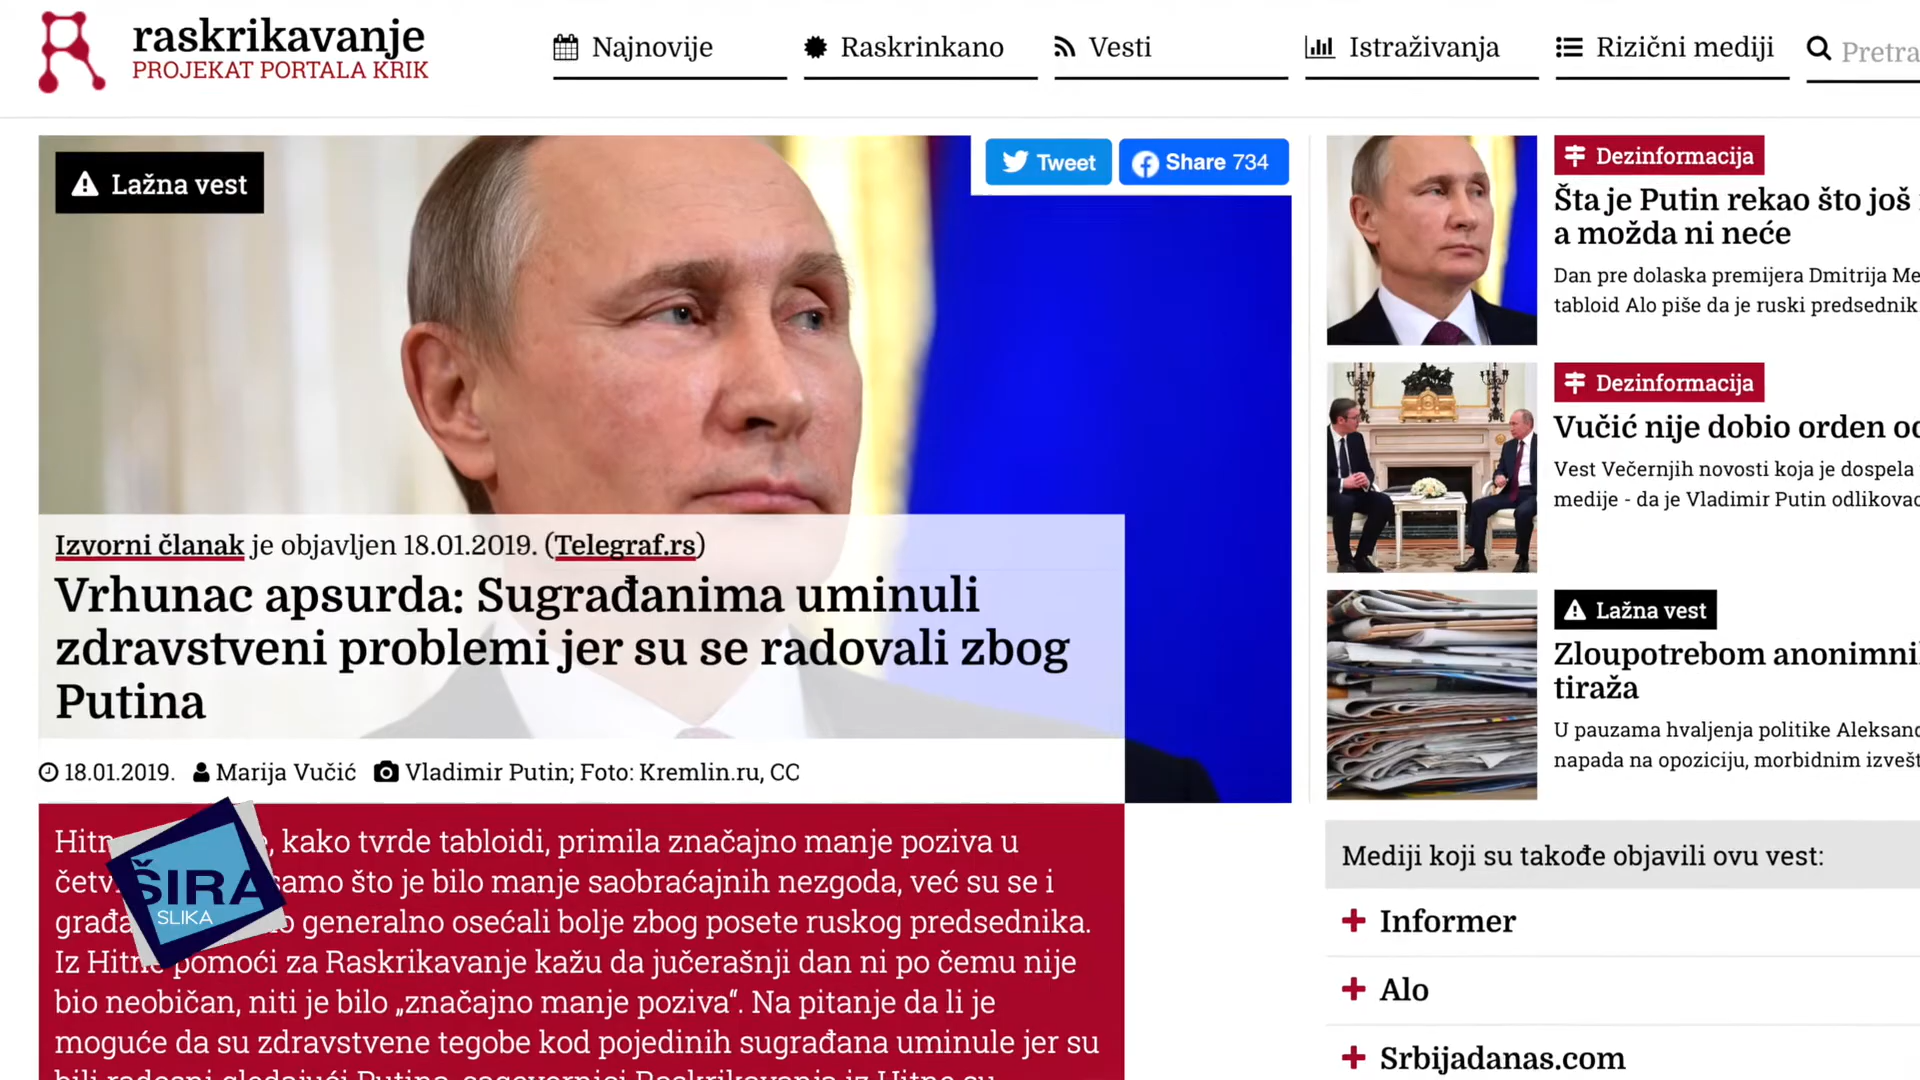 raskrikavanje
PROJEKAT PORTALA KRIK
Najnovije
Raskrinkano
Vesti
Istraživanja
Rizični mediji
Lažna vest
Tweet
Share 734
Izvorni članak je objavljen 18.01.2019. (Telegraf.rs)
Vrhunac apsurda: Sugrađanima uminuli
zdravstveni problemi jer su se radovali zbog
Putina
18.01.2019. Marija Vučić Vladimir Putin; Foto: Kremlin.ru, CC
kako tvrde tabloidi, primila značajno manje poziva u
samo što je bilo manje saobraćajnih nezgoda, već su se i
generalno osećali bolje zbog posete ruskog predsednika.
Iz Hitne pomoći za Raskrikavanje kažu da jučerašnji dan ni po čemu nije
bio neobičan, niti je bilo „značajno manje poziva“. Na pitanje da li je
moguće da su zdravstvene tegobe kod pojedinih sugrađana uminule jer su
ŠIRA
SLIKA
Dezinformacija
Šta je Putin rekao što još
a možda ni neće
Dan pre dolaska premijera Dmitrija
tabloid Alo piše da je ruski predsednik
Dezinformacija
Vučić nije dobio orden
Vest Večernjih novosti koja je dospela
medije - da je Vladimir Putin
Lažna vest
Zloupotrebom
tiraža
U pauzama hvaljenja politike
napada na opoziciju, morbidnim
Mediji koji su takođe objavili ovu vest:
Informer
Alo
Srbijadanas.com